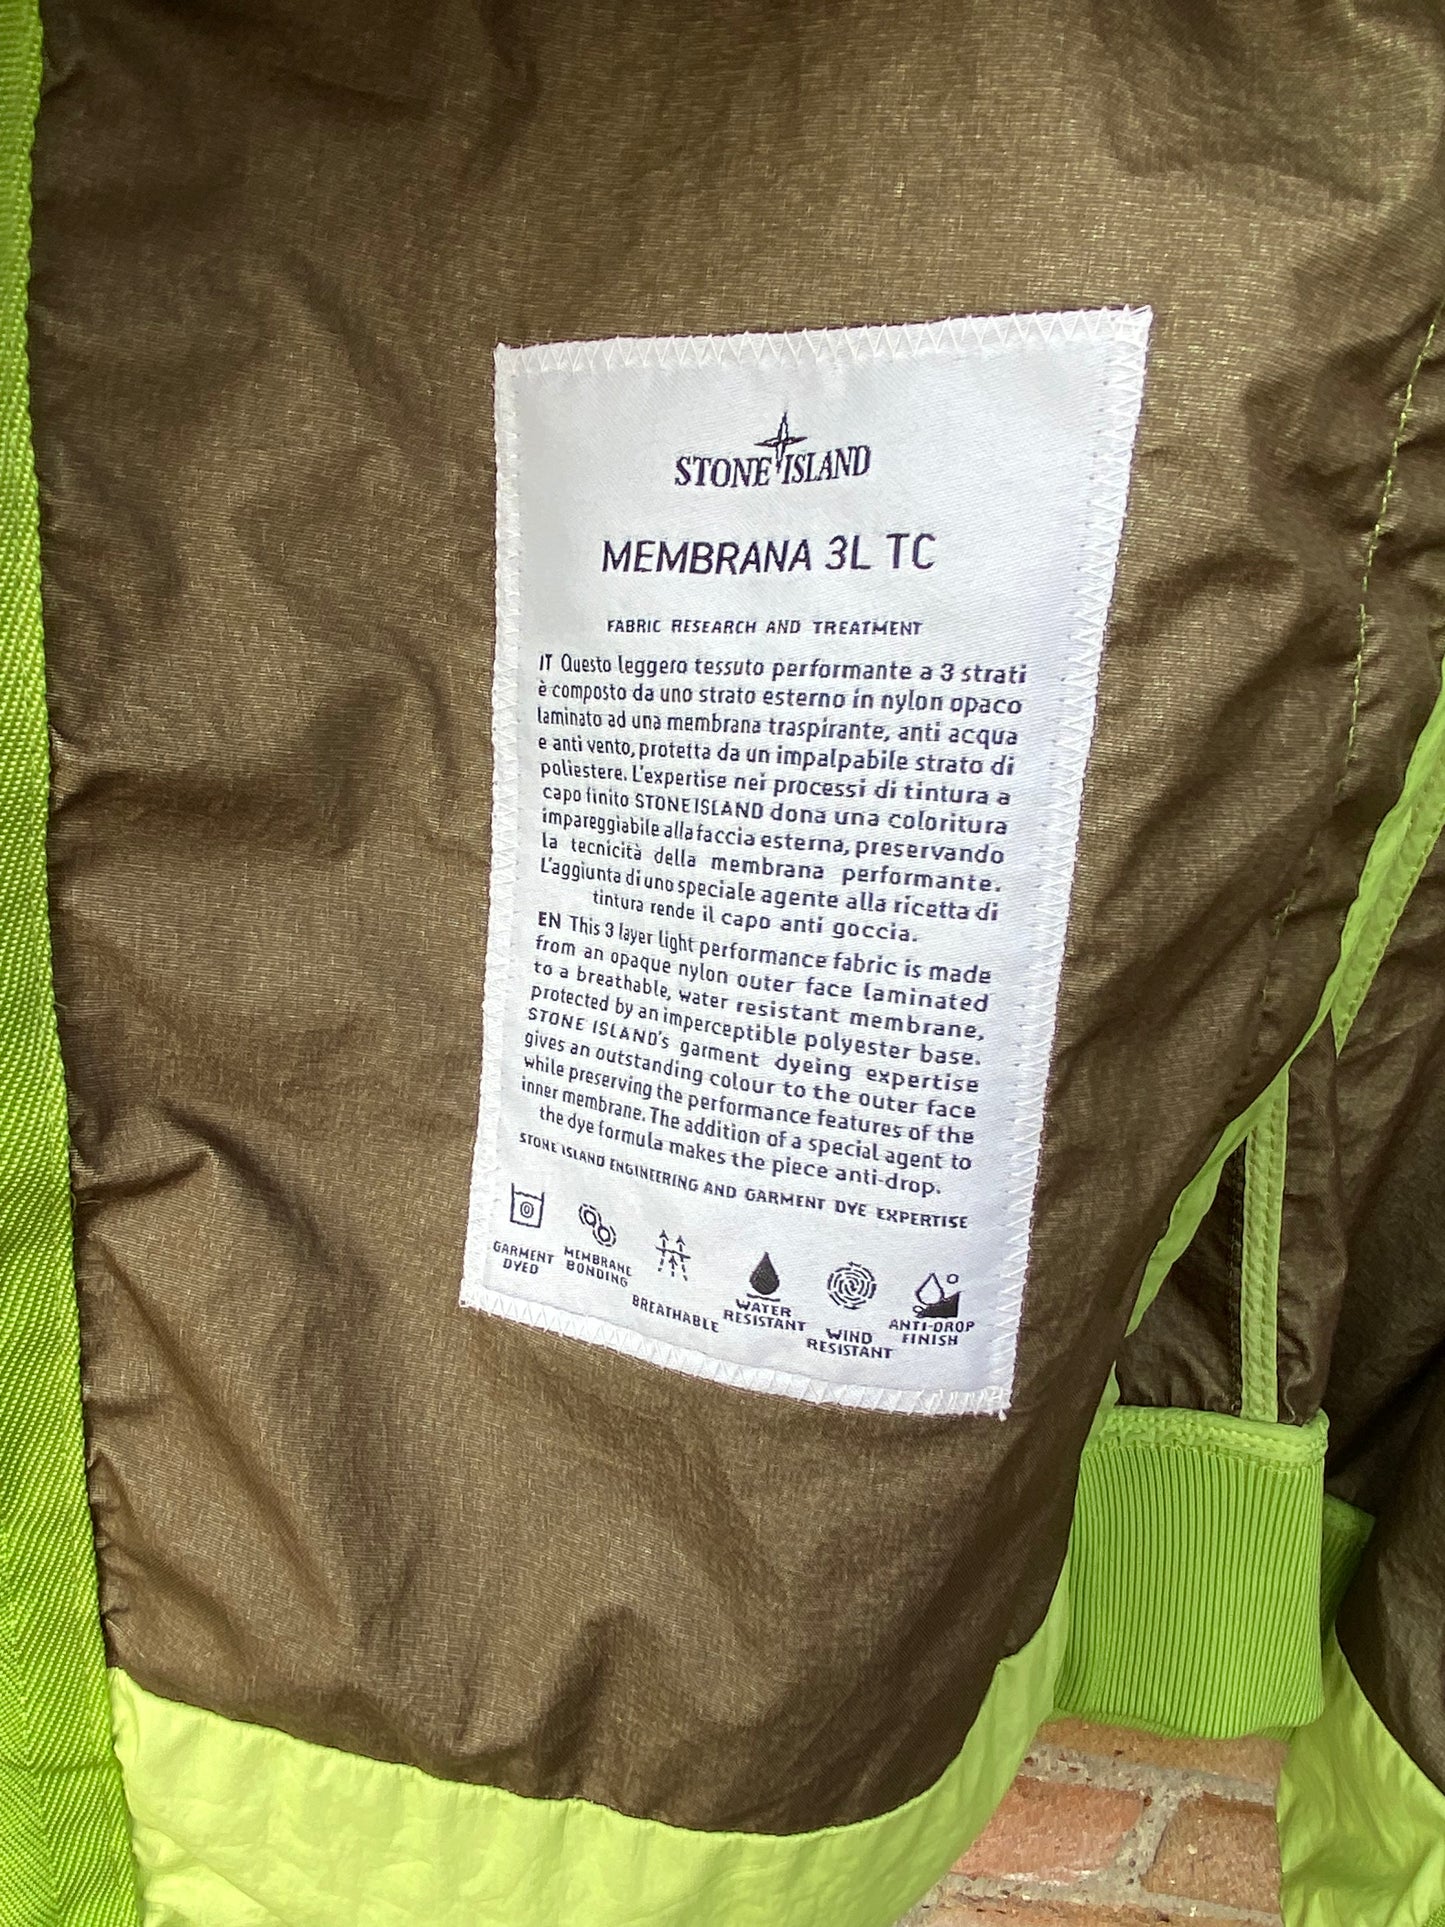 STONE ISLAND
MEMBRANA 3L TC
FABRIC RESEARCH AND TREATMENT
IT Questo leggero tessuto performante a 3 strati
è composto da uno strato esterno in nylon opaco
laminato ad una membrana traspirante, anti acqua
e anti vento, protetta da un impalpabile strato di
poliestere. L'expertise nei processi di tintura a
capo finito STONE ISLAND dona una coloritura
impareggiabile alla faccia esterna, preservando
la tecnicità della membrana performante.
L'aggiunta di uno speciale agente alla ricetta di
tintura rende il capo anti goccia.
EN This 3 layer light performance fabric is made
from an opaque nylon outer face laminated
to a breathable, water resistant membrane,
protected by an imperceptible polyester base.
STONE ISLAND's garment dyeing expertise
gives an outstanding colour to the outer face
while preserving the performance features of the
inner membrane. The addition of a special agent to
the dye formula makes the piece anti-drop.
STONE ISLAND ENGINEERING AND GARMENT DYE EXPERTISE
GARMENT
DYED
MEMBRANE
BONDING
BREATHABLE
WATER
RESISTANT
WIND
RESISTANT
ANTI-DROP
FINISH